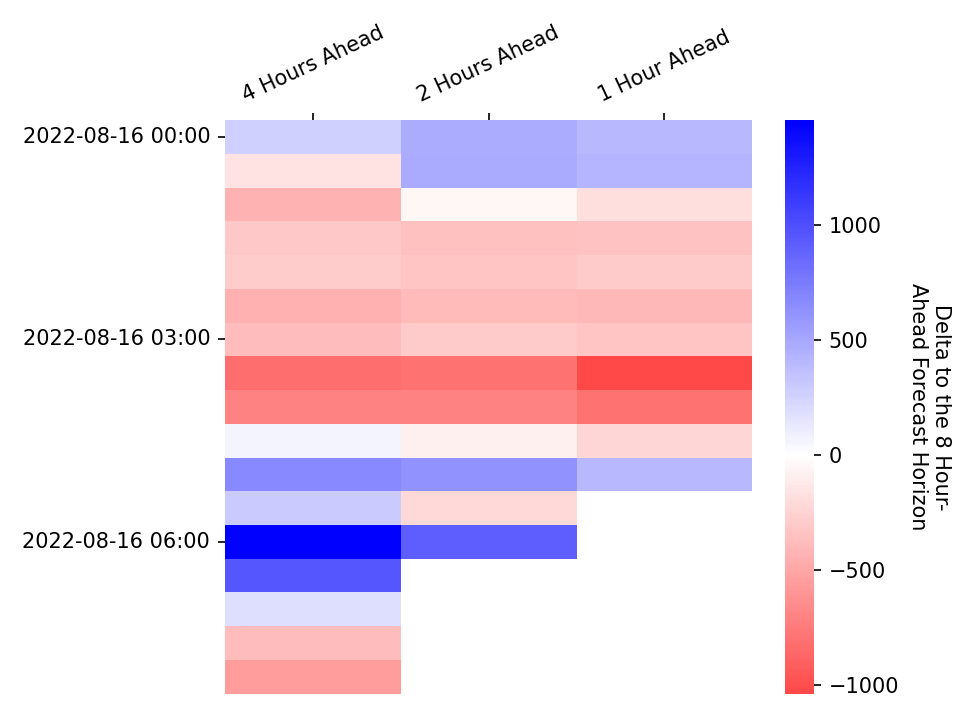 4 Hours Ahead
2 Hours Ahead
1 Hour Ahead
2022-08-16 00:00
2022-08-16 03:00
2022-08-16 06:00
1000
500
0
−500
−1000
Delta to the 8 Hour-
Ahead Forecast Horizon